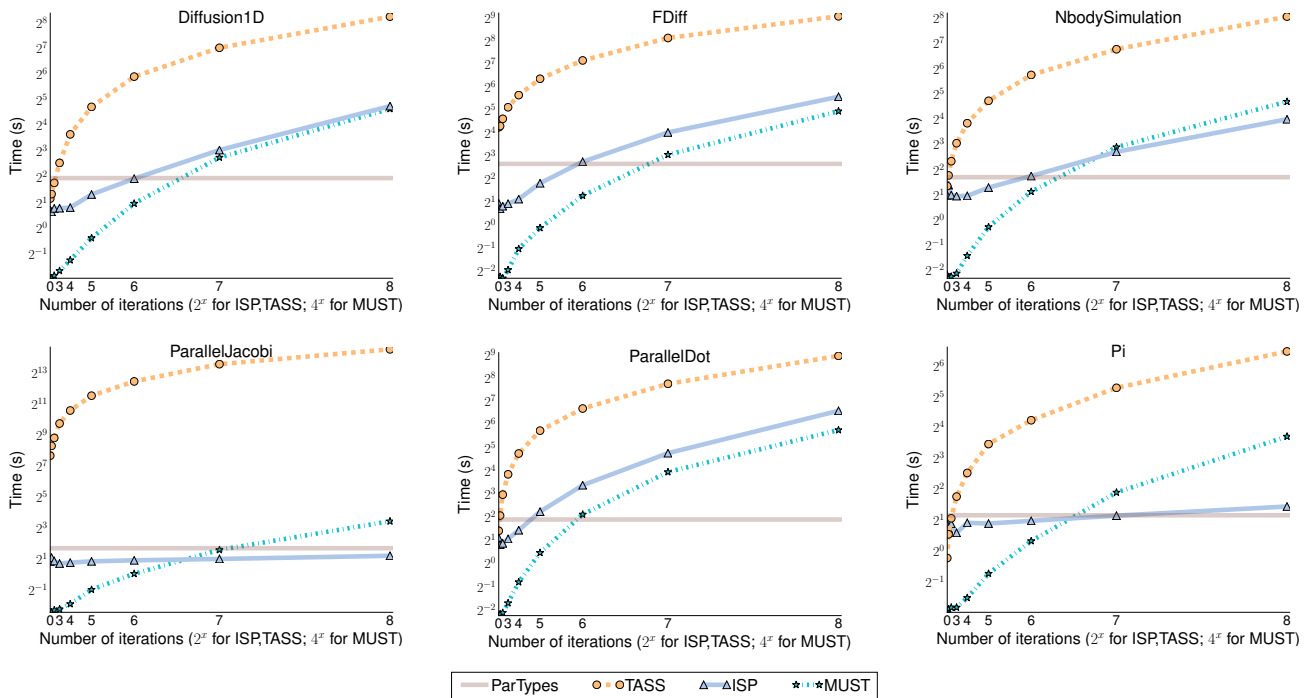 Diffusion1D
Time (s)
2^8
2^7
2^6
2^5
2^4
2^3
2^2
2^1
2^0
2^−1
0 3 3 4 5 6 7 8
Number of iterations (2^x for ISP,TASS; 4^x for MUST)
FDiff
Time (s)
2^9
2^8
2^7
2^6
2^5
2^4
2^3
2^2
2^1
2^0
2^−1
2^−2
0 3 3 4 5 6 7 8
Number of iterations (2^x for ISP,TASS; 4^x for MUST)
NbodySimulation
Time (s)
2^8
2^7
2^6
2^5
2^4
2^3
2^2
2^1
2^0
2^−1
2^−2
0 3 3 4 5 6 7 8
Number of iterations (2^x for ISP,TASS; 4^x for MUST)
ParallelJacobi
Time (s)
2^13
2^11
2^9
2^7
2^5
2^3
2^1
2^−1
0 3 3 4 5 6 7 8
Number of iterations (2^x for ISP,TASS; 4^x for MUST)
ParallelDot
Time (s)
2^9
2^8
2^7
2^6
2^5
2^4
2^3
2^2
2^1
2^0
2^−1
2^−2
0 3 3 4 5 6 7 8
Number of iterations (2^x for ISP,TASS; 4^x for MUST)
Pi
Time (s)
2^6
2^5
2^4
2^3
2^2
2^1
2^0
2^−1
0 3 3 4 5 6 7 8
Number of iterations (2^x for ISP,TASS; 4^x for MUST)
ParTypes TASS ISP MUST